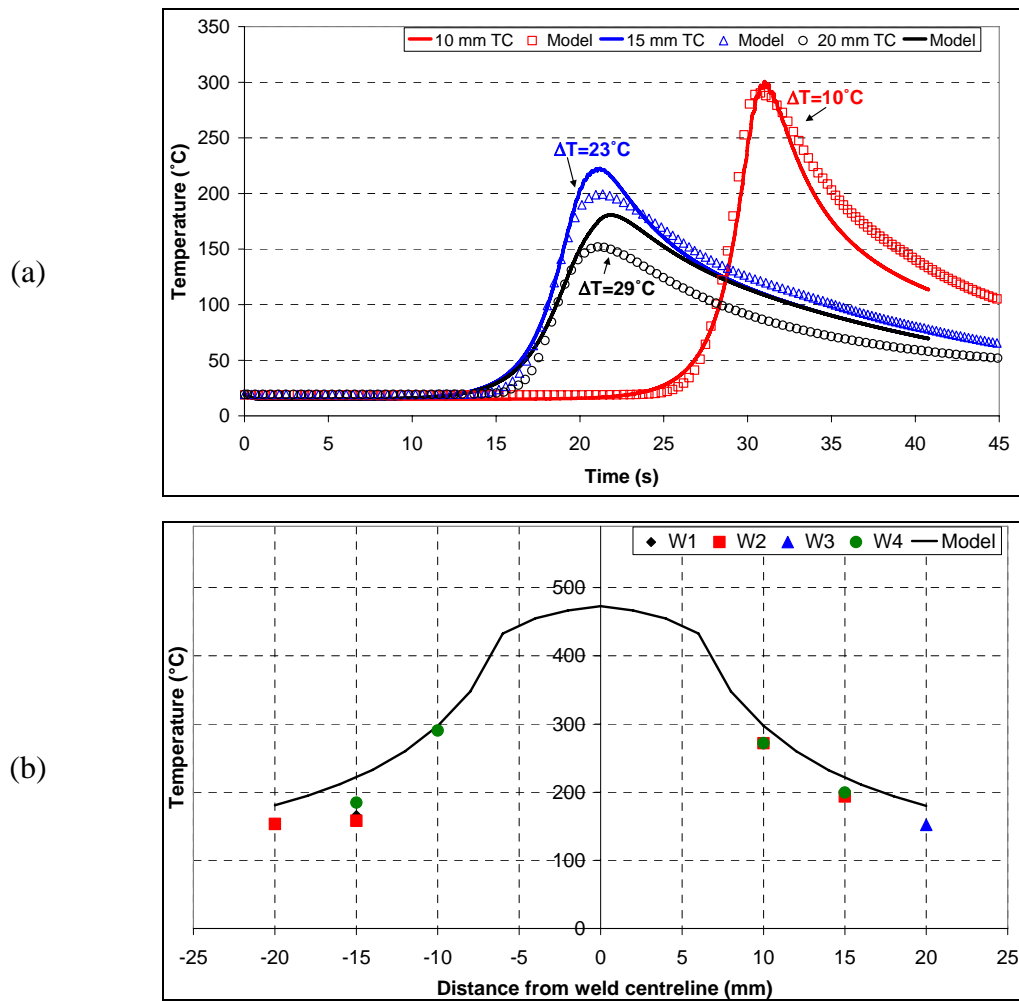 (a)
10 mm TC Model 15 mm TC Model 20 mm TC Model
350
300
250
200
150
100
50
0
Temperature (˚C)
ΔT=10˚C
ΔT=23˚C
ΔT=29˚C
0 5 10 15 20 25 30 35 40 45
Time (s)
(b)
W1 W2 W3 W4 Model
500
400
300
200
100
0
Temperature (°C)
-25 -20 -15 -10 -5 0 5 10 15 20 25
Distance from weld centreline (mm)